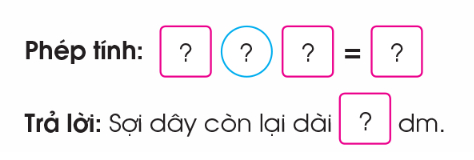 Phép tính: ? ? ? = ?
Trả lời: Sợi dây còn lại dài ? dm.